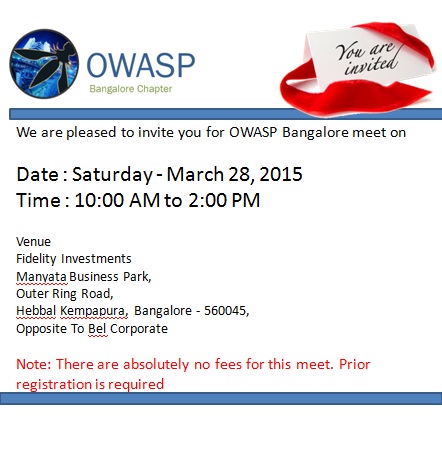 OWASP
Bangalore Chapter
You are
invited
We are pleased to invite you for OWASP Bangalore meet on
Date : Saturday - March 28, 2015
Time : 10:00 AM to 2:00 PM
Venue
Fidelity Investments
Manyata Business Park,
Outer Ring Road,
Hebbal Kempapura, Bangalore - 560045,
Opposite To Bel Corporate
Note: There are absolutely no fees for this meet. Prior
registration is required